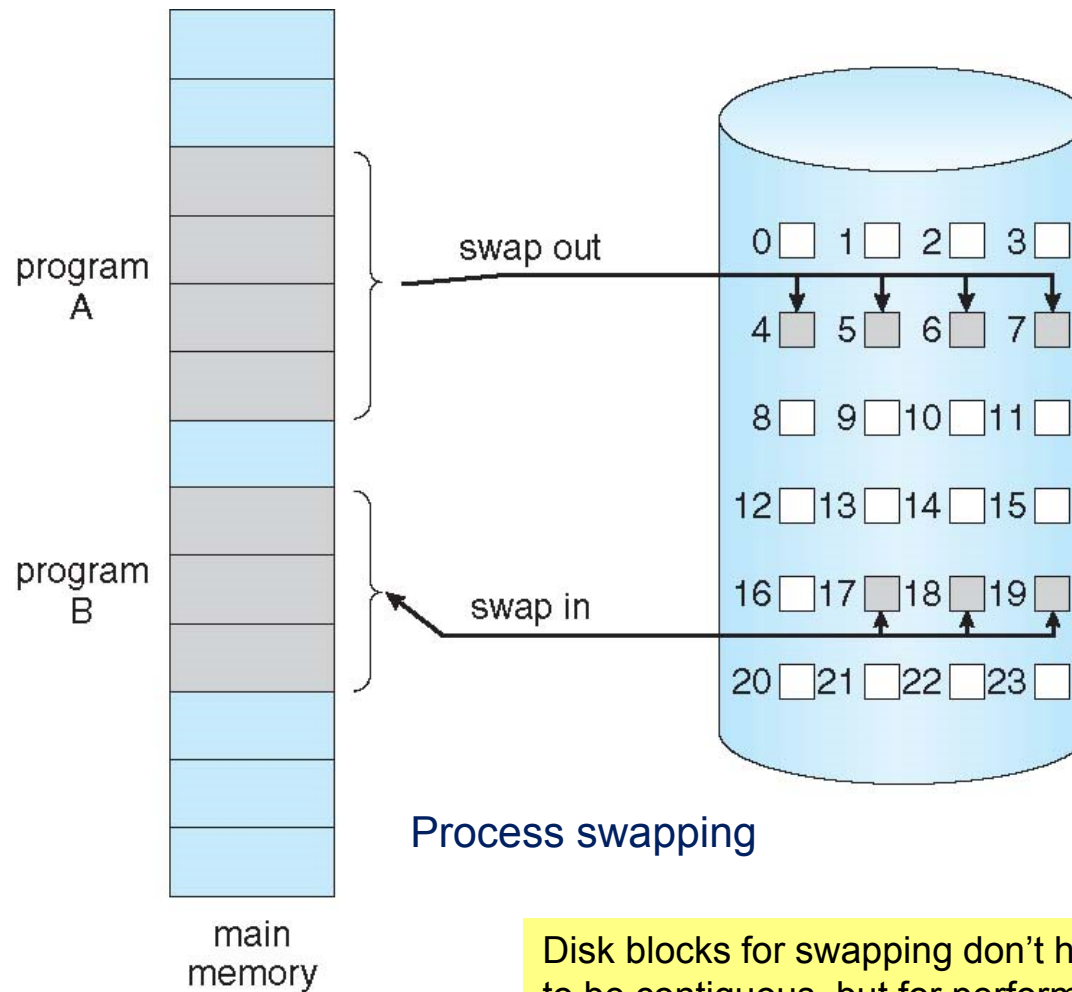 program
A
swap out
0 1 2 3
4 5 6 7
8 9 10 11
12 13 14 15
program
B
swap in
16 17 18 19
20 21 22 23
Process swapping
main
memory
Disk blocks for swapping don’t
to be contiguous, but for